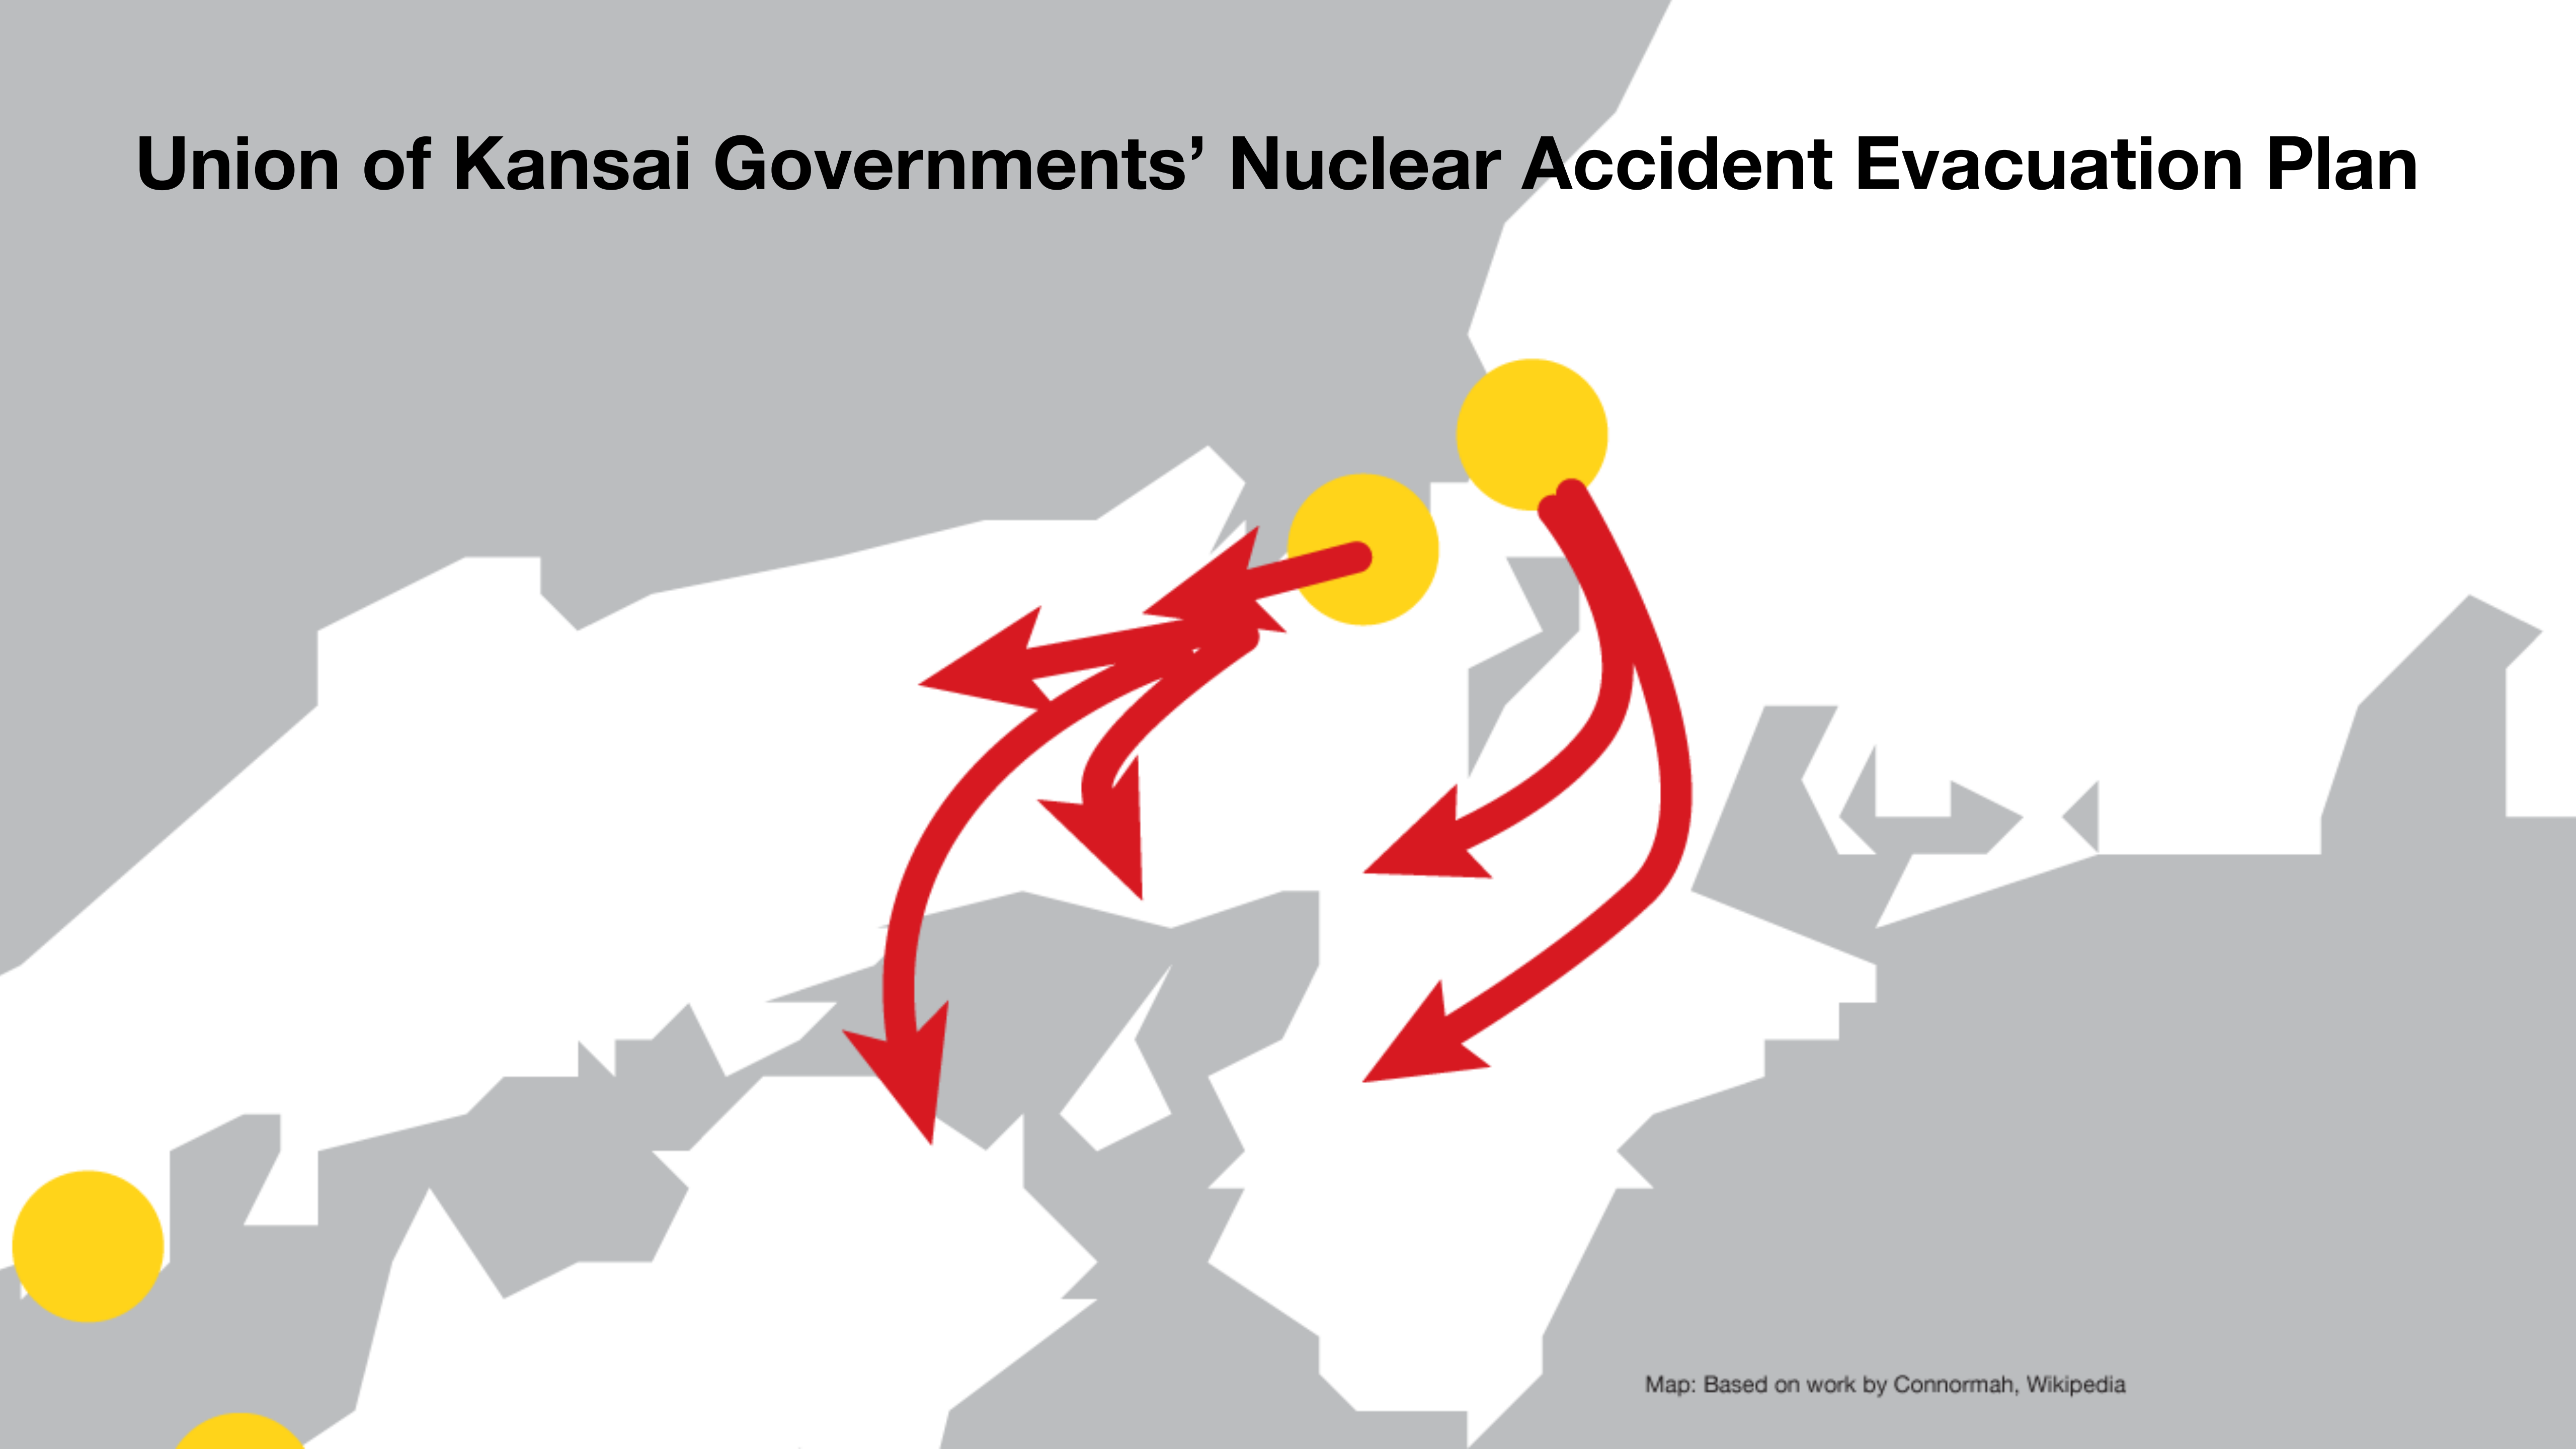 Union of Kansai Governments’ Nuclear Accident Evacuation Plan
Map: Based on work by Connormah, Wikipedia